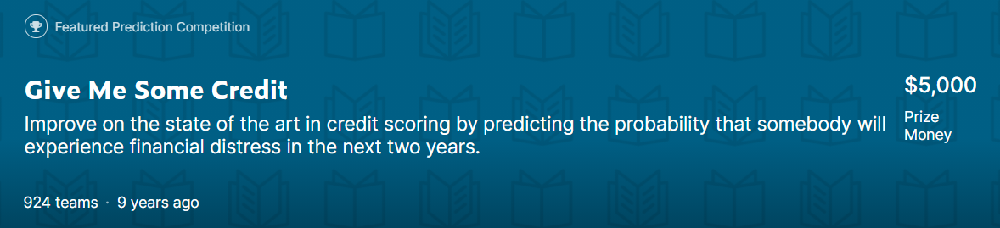 Featured Prediction Competition
Give Me Some Credit
$5,000
Prize
Money
Improve on the state of the art in credit scoring by predicting the probability that somebody will
experience financial distress in the next two years.
924 teams · 9 years ago